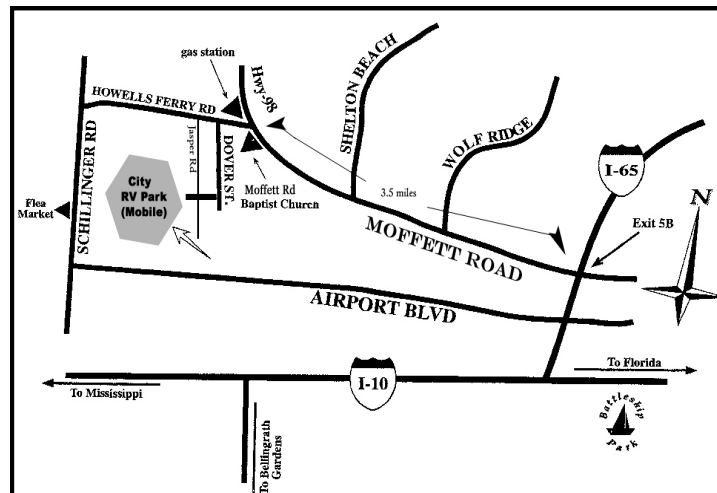 gas station
Hwy-98
SHELTON BEACH
HOWELLS FERRY RD
Jasper Rd
DOVER ST.
WOLF RIDGE
I-65
Moffett Rd
Baptist Church
3.5 miles
City
RV Park
(Mobile)
Flea
Market
SCHILLINGER RD
N
Exit 5B
MOFFETT ROAD
AIRPORT BLVD
To Florida
I-10
To Mississippi
Battleship
Park
To Bellingrath
Gardens